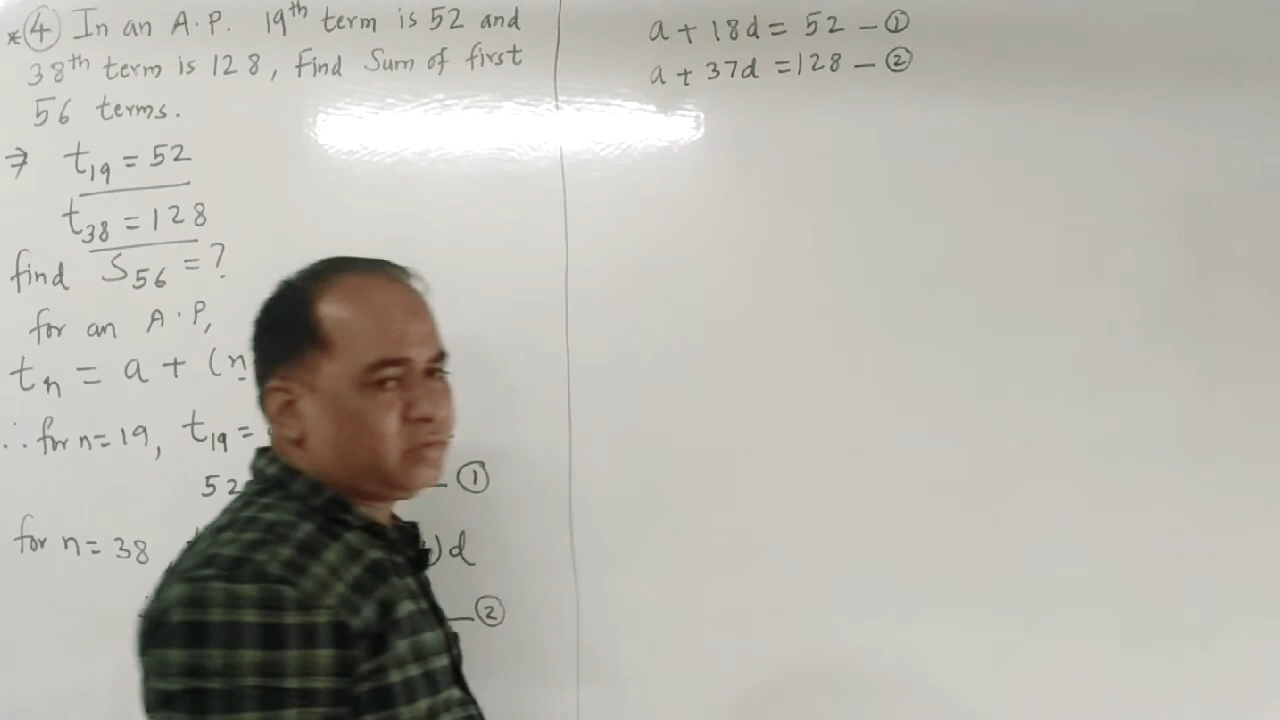 *④ In an A.P. 19th term is 52 and
38th term is 128, Find Sum of first
56 terms.
⇒ t19 = 52
t38 = 128
find S56 = ?
for an A.P,
tn = a + (n
∴ for n=19, t19 =
52 — ①
for n = 38 )d
— ②
a + 18d = 52 — ①
a + 37d = 128 — ②